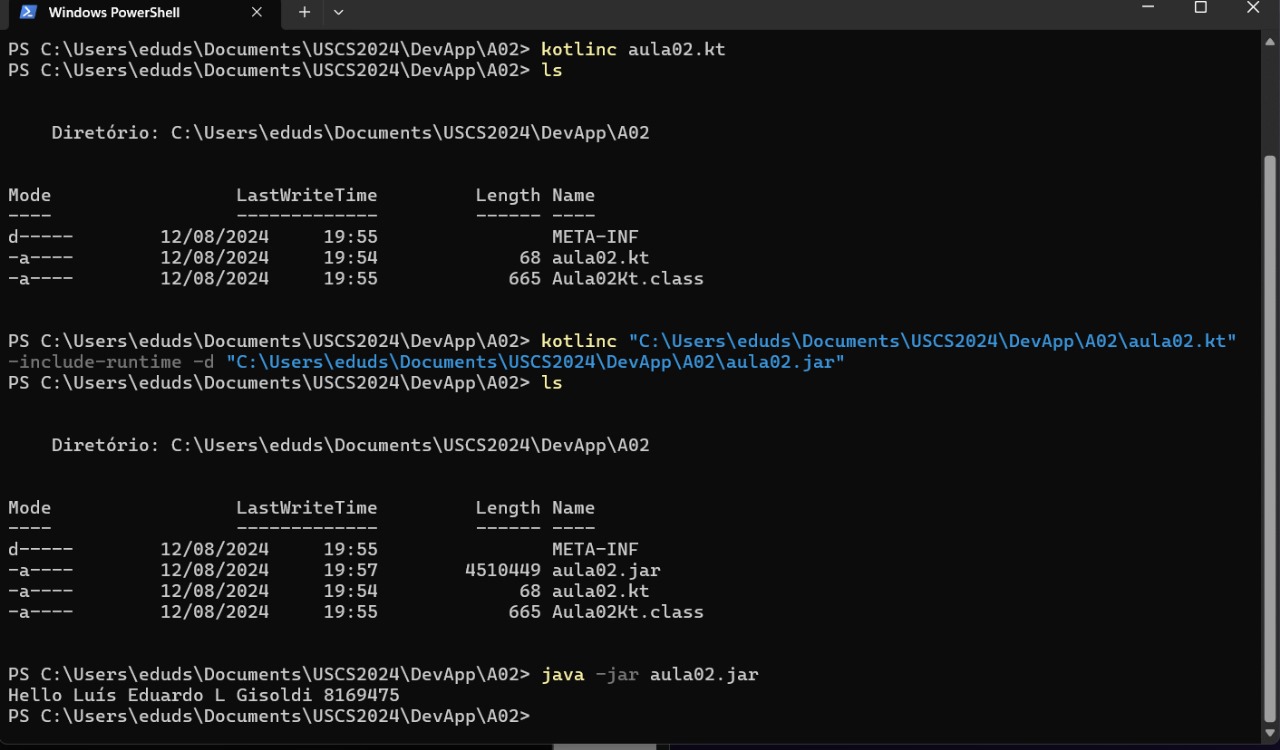 Windows PowerShell
PS C:\Users\eduds\Documents\USCS2024\DevApp\A02> kotlinc aula02.kt
PS C:\Users\eduds\Documents\USCS2024\DevApp\A02> ls
Diretório: C:\Users\eduds\Documents\USCS2024\DevApp\A02
Mode LastWriteTime Length Name
---- ------------- ------ ----
d----- 12/08/2024 19:55 META-INF
-a---- 12/08/2024 19:54 68 aula02.kt
-a---- 12/08/2024 19:55 665 Aula02Kt.class
PS C:\Users\eduds\Documents\USCS2024\DevApp\A02> kotlinc "C:\Users\eduds\Documents\USCS2024\DevApp\A02\aula02.kt"
-include-runtime -d "C:\Users\eduds\Documents\USCS2024\DevApp\A02\aula02.jar"
PS C:\Users\eduds\Documents\USCS2024\DevApp\A02> ls
Diretório: C:\Users\eduds\Documents\USCS2024\DevApp\A02
Mode LastWriteTime Length Name
---- ------------- ------ ----
d----- 12/08/2024 19:55 META-INF
-a---- 12/08/2024 19:57 4510449 aula02.jar
-a---- 12/08/2024 19:54 68 aula02.kt
-a---- 12/08/2024 19:55 665 Aula02Kt.class
PS C:\Users\eduds\Documents\USCS2024\DevApp\A02> java -jar aula02.jar
Hello Luís Eduardo L Gisoldi 8169475
PS C:\Users\eduds\Documents\USCS2024\DevApp\A02>